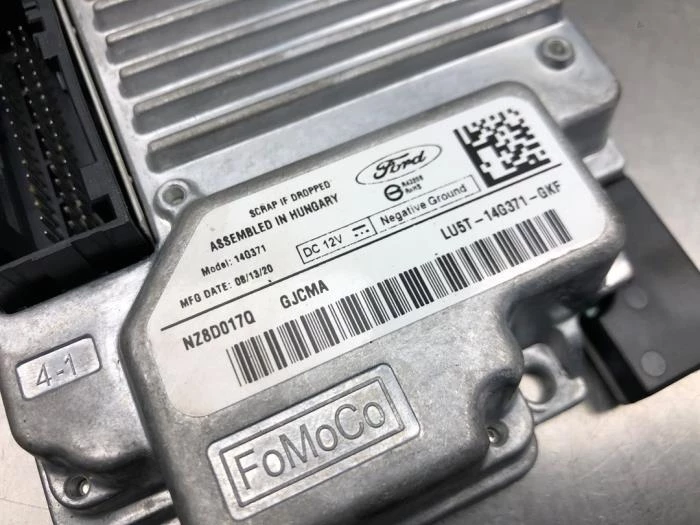 Ford
SCRAP IF DROPPED
ASSEMBLED IN HUNGARY
RoHS
Model: 14G371
DC 12V
Negative Ground
MFG DATE: 08/13/20
LU5T-14G371-GKF
NZ8D017Q GJCMA
4-1
FoMoCo